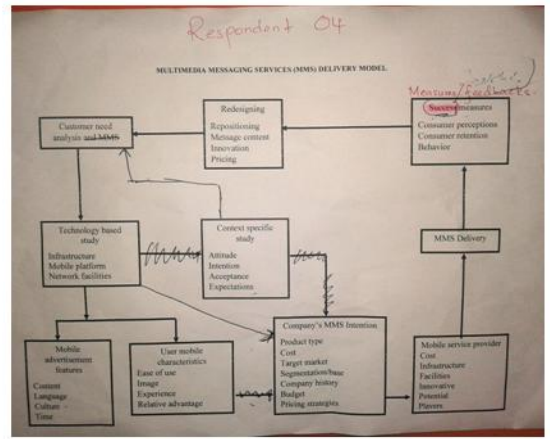 Respondent 04
MULTIMEDIA MESSAGING SERVICES (MMS) DELIVERY MODEL
Measures/feedbacks
Success measures
Consumer perceptions
Consumer retention
Behavior
Redesigning
Repositioning
Message content
Innovation
Pricing
Customer need
analysis and MMS
Technology based
study
Infrastructure
Mobile platform
Network facilities
Context specific
study
Attitude
Intention
Acceptance
Expectations
MMS Delivery
Mobile
advertisement
features
Content
Language
Culture
Time
User mobile
characteristics
Ease of use
Image
Experience
Relative advantage
Company's MMS Intention
Product type
Cost
Target market
Segmentation/base
Company history
Budget
Pricing strategies
Mobile service provider
Cost
Infrastructure
Facilities
Innovative
Potential
Players